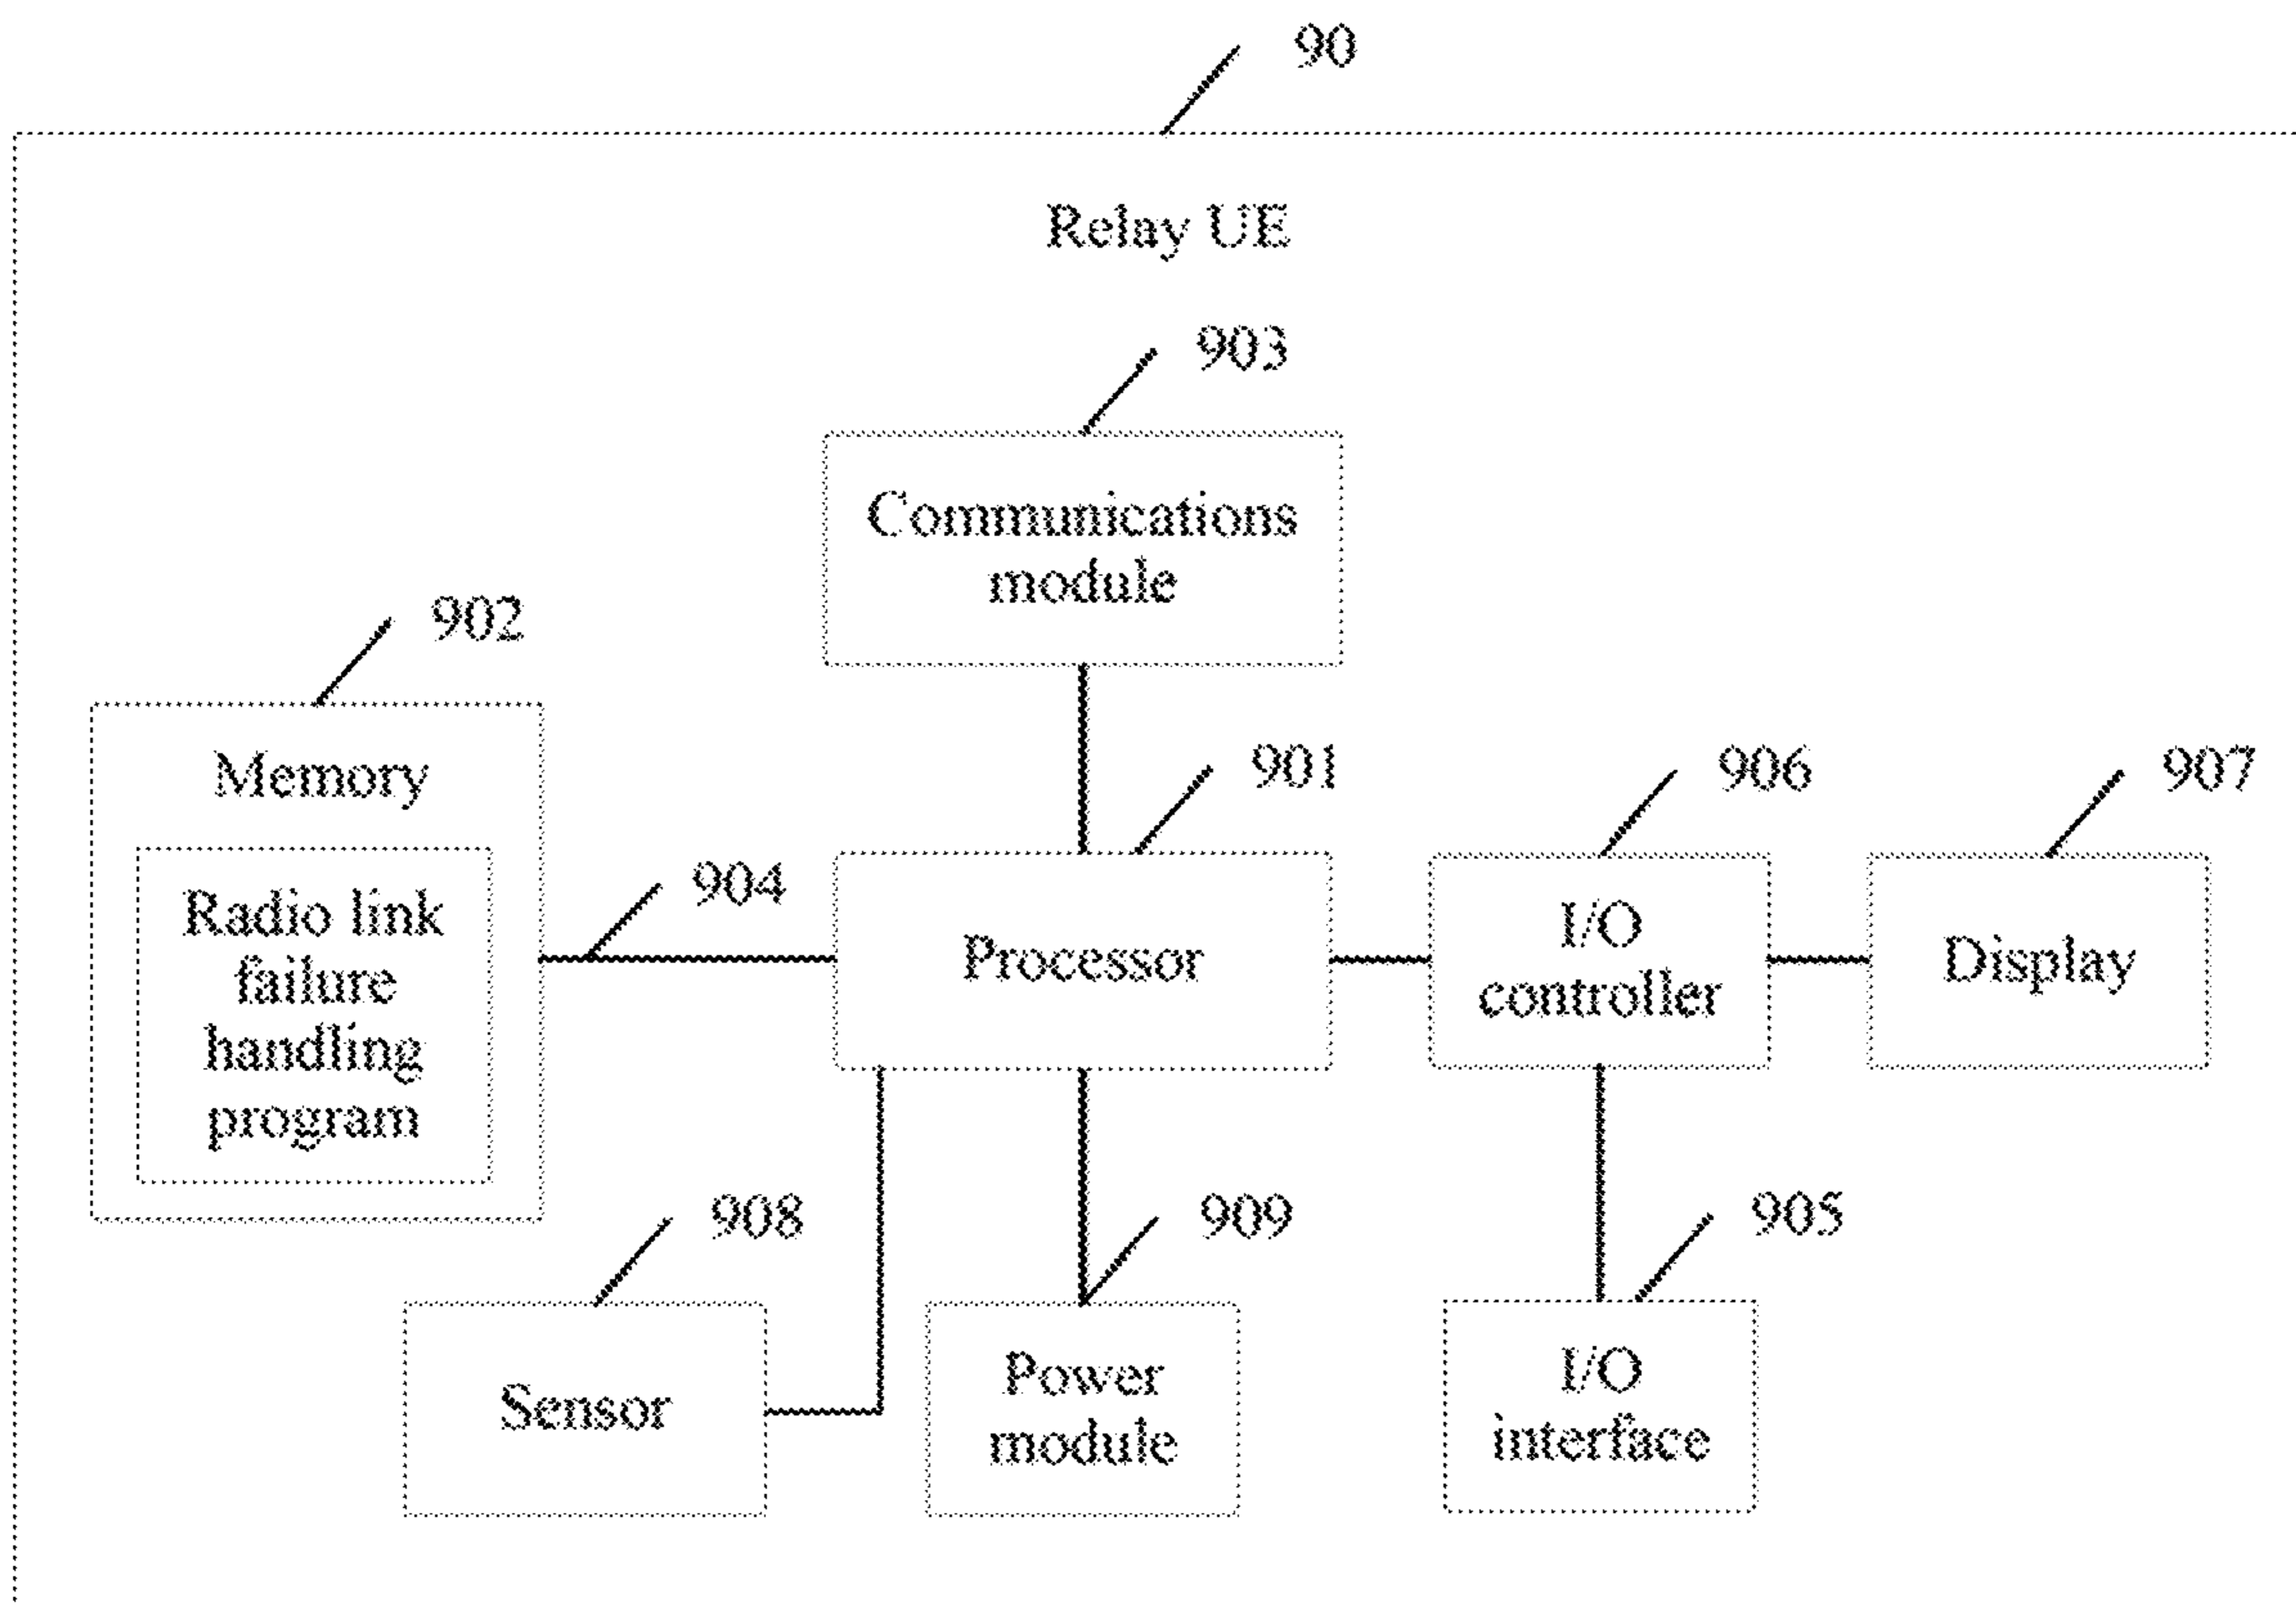 90
Relay UE
903
Communications
module
902
Memory
Radio link
failure
handling
program
904
901
Processor
906
I/O
controller
907
Display
908
Sensor
909
Power
module
905
I/O
interface